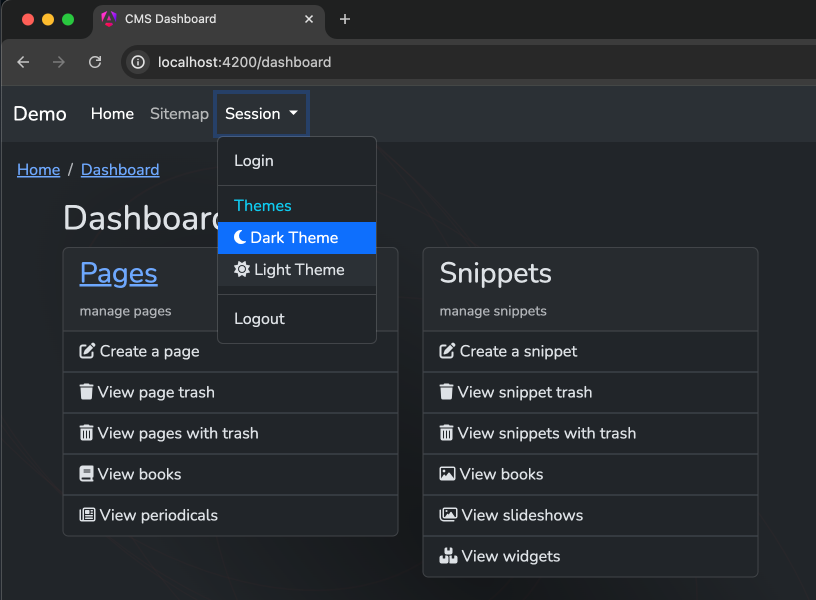 CMS Dashboard
localhost:4200/dashboard
Demo Home Sitemap Session
Login
Themes
Dark Theme
Light Theme
Logout
Home / Dashboard
Dashboard
Pages
manage pages
Create a page
View page trash
View pages with trash
View books
View periodicals
Snippets
manage snippets
Create a snippet
View snippet trash
View snippets with trash
View books
View slideshows
View widgets